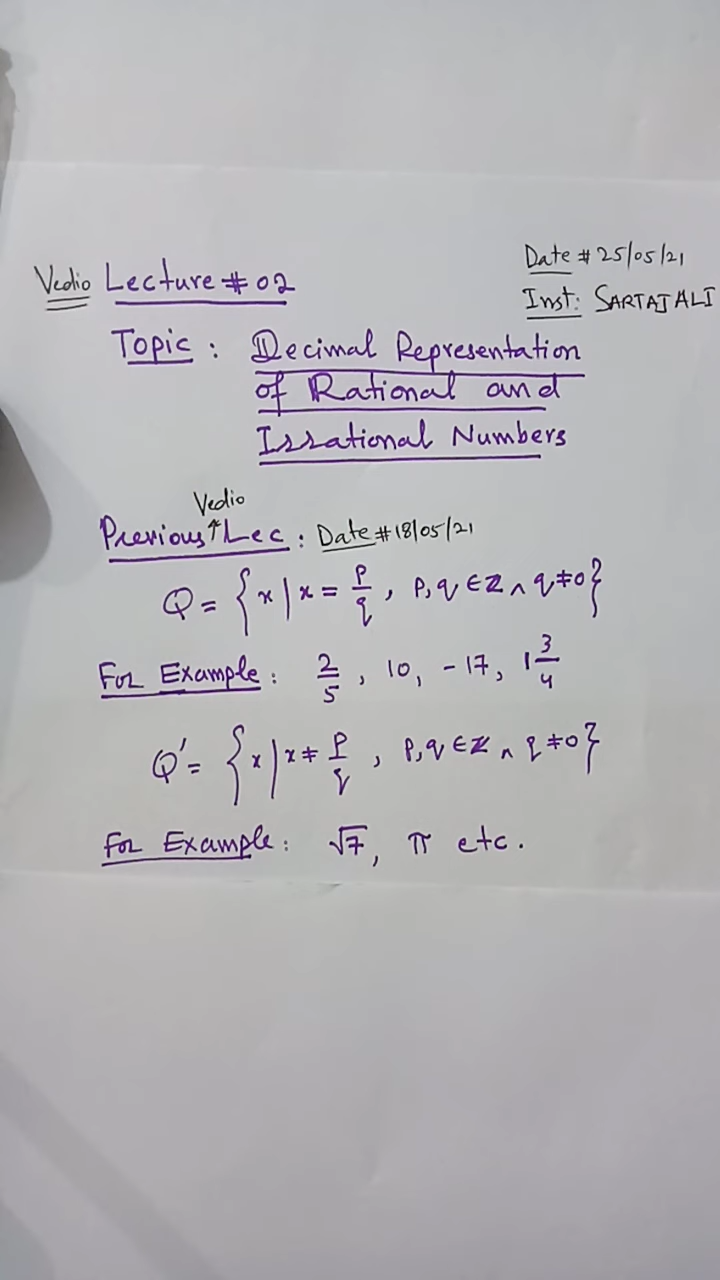 Vedio Lecture # 02
Date # 25/05/21
Inst: SARTAJ ALI
Topic : Decimal Representation
of Rational and
Irrational Numbers
Vedio
Previous ↑ Lec : Date # 18/05/21
Q = {x | x = p/q , p,q ∈ Z ∧ q ≠ 0}
For Example : 2/5 , 10, -17, 1 3/4
Q' = {x | x ≠ p/q , p,q ∈ Z ∧ q ≠ 0}
For Example : √7, π etc.